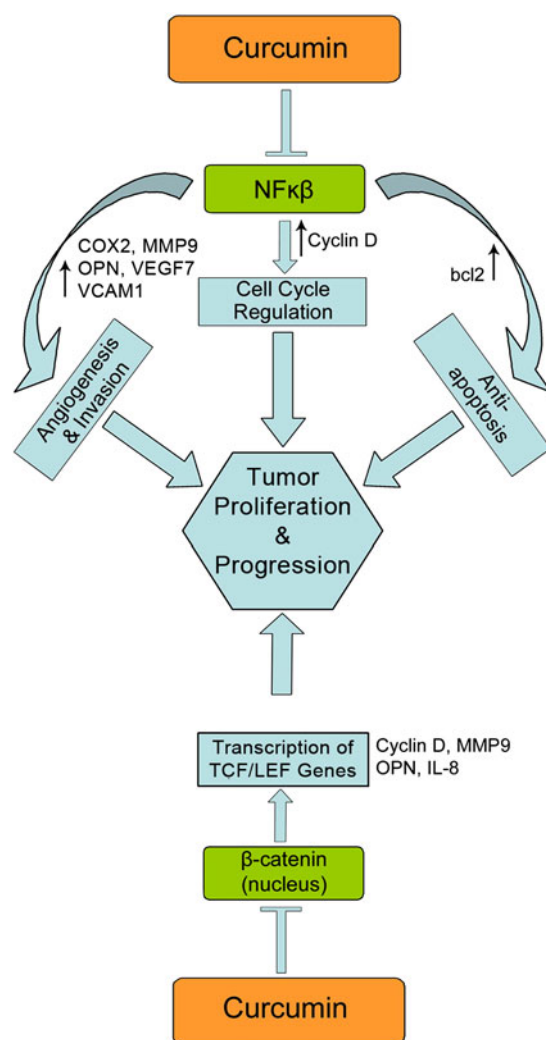 Curcumin
NFκβ
COX2, MMP9
OPN, VEGF7
VCAM1
Cyclin D
bcl2
Cell Cycle
Regulation
Angiogenesis
& Invasion
Anti-
apoptosis
Tumor
Proliferation
&
Progression
Transcription of
TCF/LEF Genes
Cyclin D, MMP9
OPN, IL-8
β-catenin
(nucleus)
Curcumin